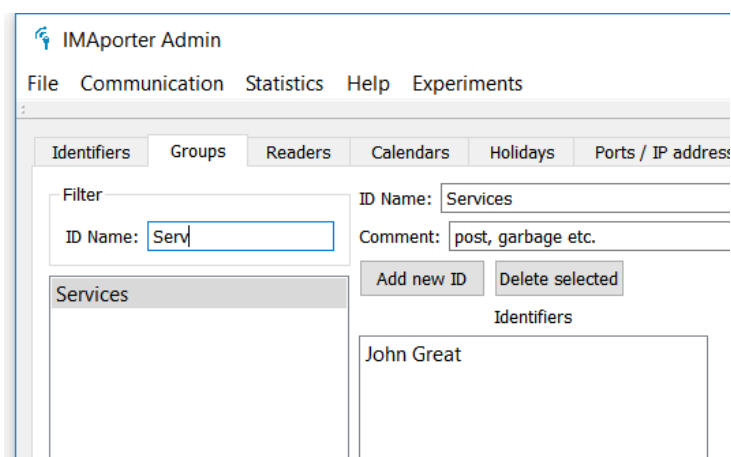 IMAporter Admin
File Communication Statistics Help Experiments
Identifiers Groups Readers Calendars Holidays Ports / IP address
Filter
ID Name: Serv
Services
ID Name: Services
Comment: post, garbage etc.
Add new ID Delete selected
Identifiers
John Great